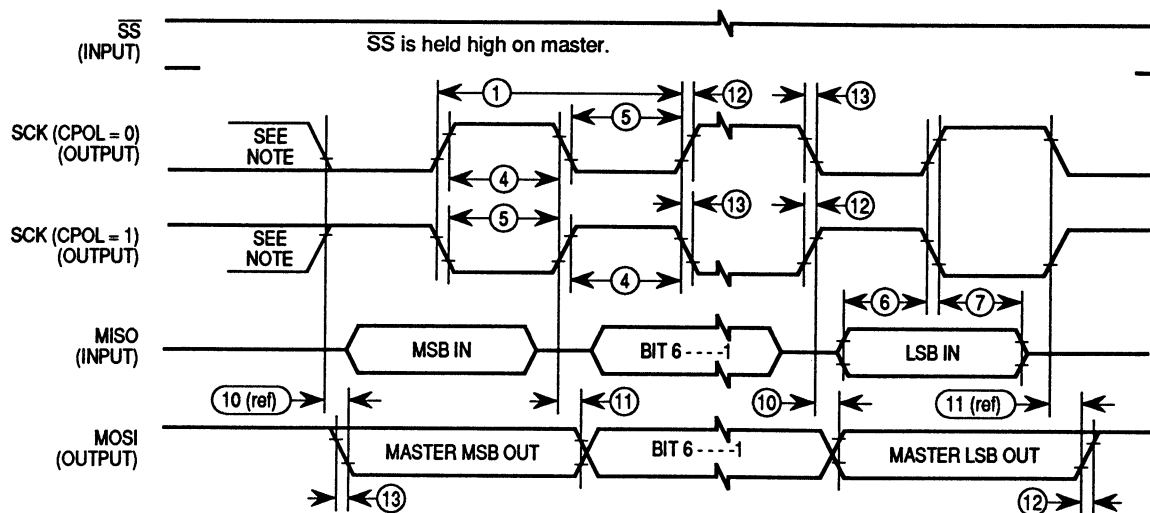 SS
(INPUT)
SS is held high on master.
1
12
13
5
SCK (CPOL = 0)
(OUTPUT)
SEE
NOTE
4
5
13
12
SCK (CPOL = 1)
(OUTPUT)
SEE
NOTE
4
6
7
MISO
(INPUT)
MSB IN
BIT 6 - - - - - 1
LSB IN
10 (ref)
11
10
11 (ref)
MOSI
(OUTPUT)
MASTER MSB OUT
BIT 6 - - - - - 1
MASTER LSB OUT
13
12